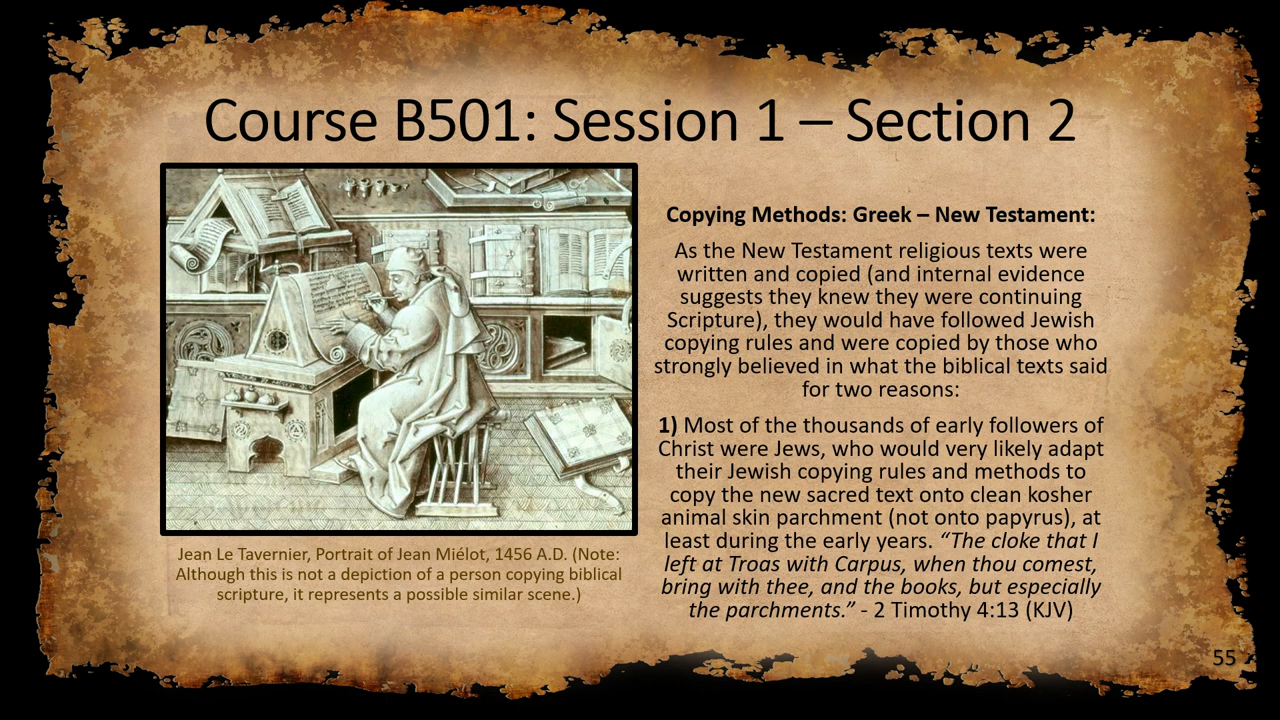 Course B501: Session 1 – Section 2
Copying Methods: Greek – New Testament:
As the New Testament religious texts were
written and copied (and internal evidence
suggests they knew they were continuing
Scripture), they would have followed Jewish
copying rules and were copied by those who
strongly believed in what the biblical texts said
for two reasons:
1) Most of the thousands of early followers of
Christ were Jews, who would very likely adapt
their Jewish copying rules and methods to
copy the new sacred text onto clean kosher
animal skin parchment (not onto papyrus), at
least during the early years. “The cloke that I
left at Troas with Carpus, when thou comest,
bring with thee, and the books, but especially
the parchments.” - 2 Timothy 4:13 (KJV)
Jean Le Tavernier, Portrait of Jean Miélot, 1456 A.D. (Note:
Although this is not a depiction of a person copying biblical
scripture, it represents a possible similar scene.)
55